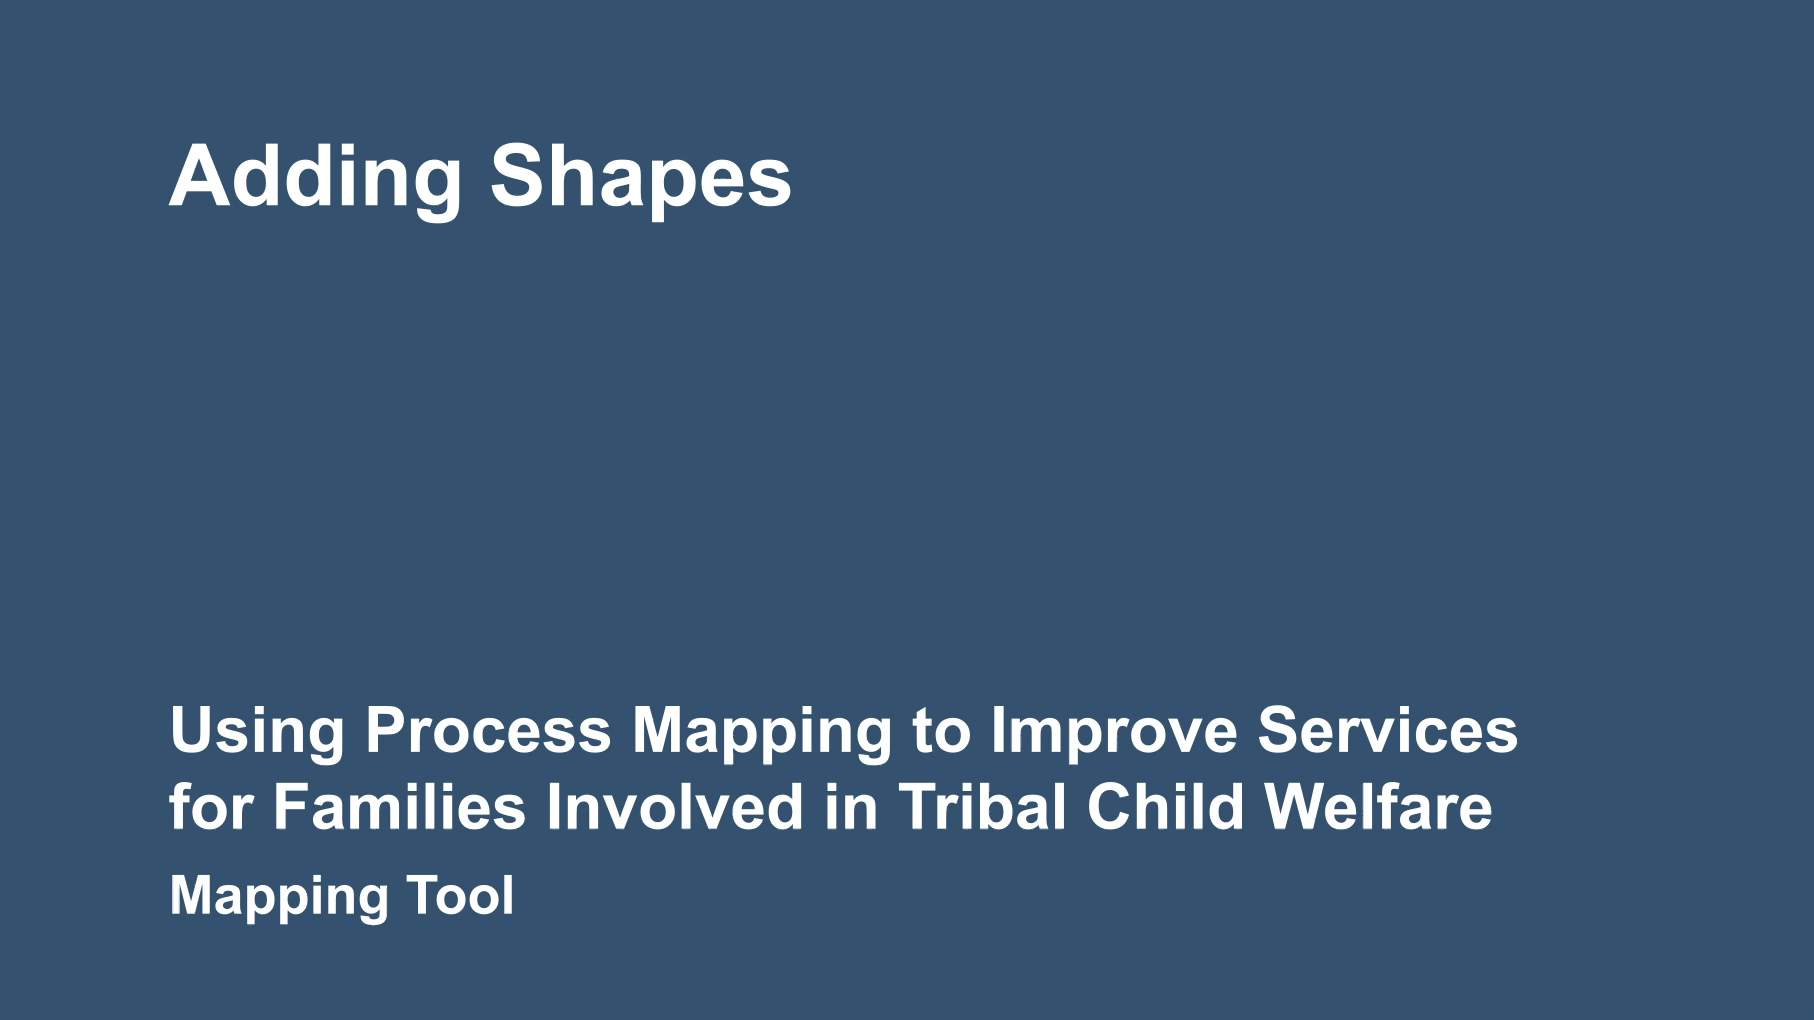 Adding Shapes
Using Process Mapping to Improve Services
for Families Involved in Tribal Child Welfare
Mapping Tool